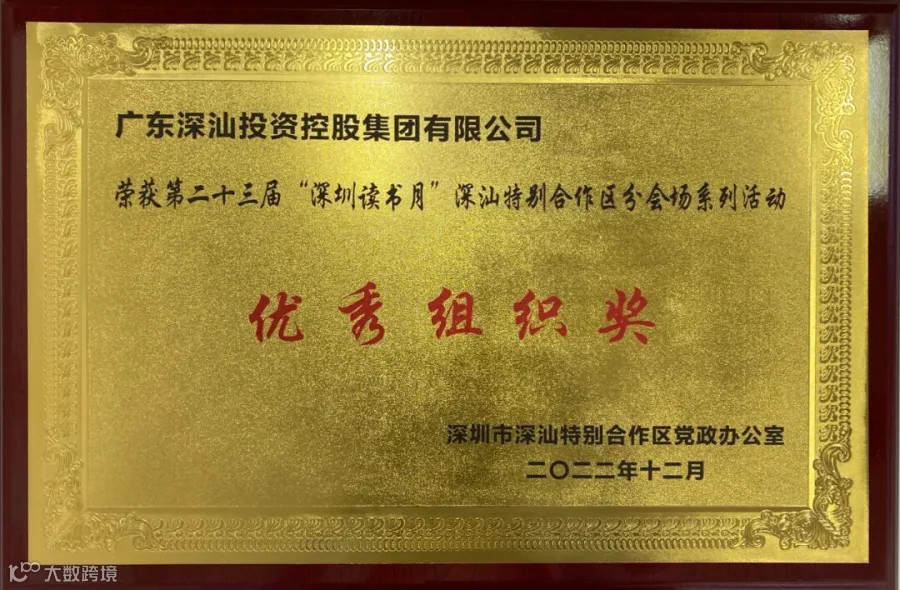 广东深汕投资控股集团有限公司
荣获第二十三届“深圳读书月”深汕特别合作区分会场系列活动
优秀组织奖
深圳市深汕特别合作区党政办公室
二〇二二年十二月
大数跨境